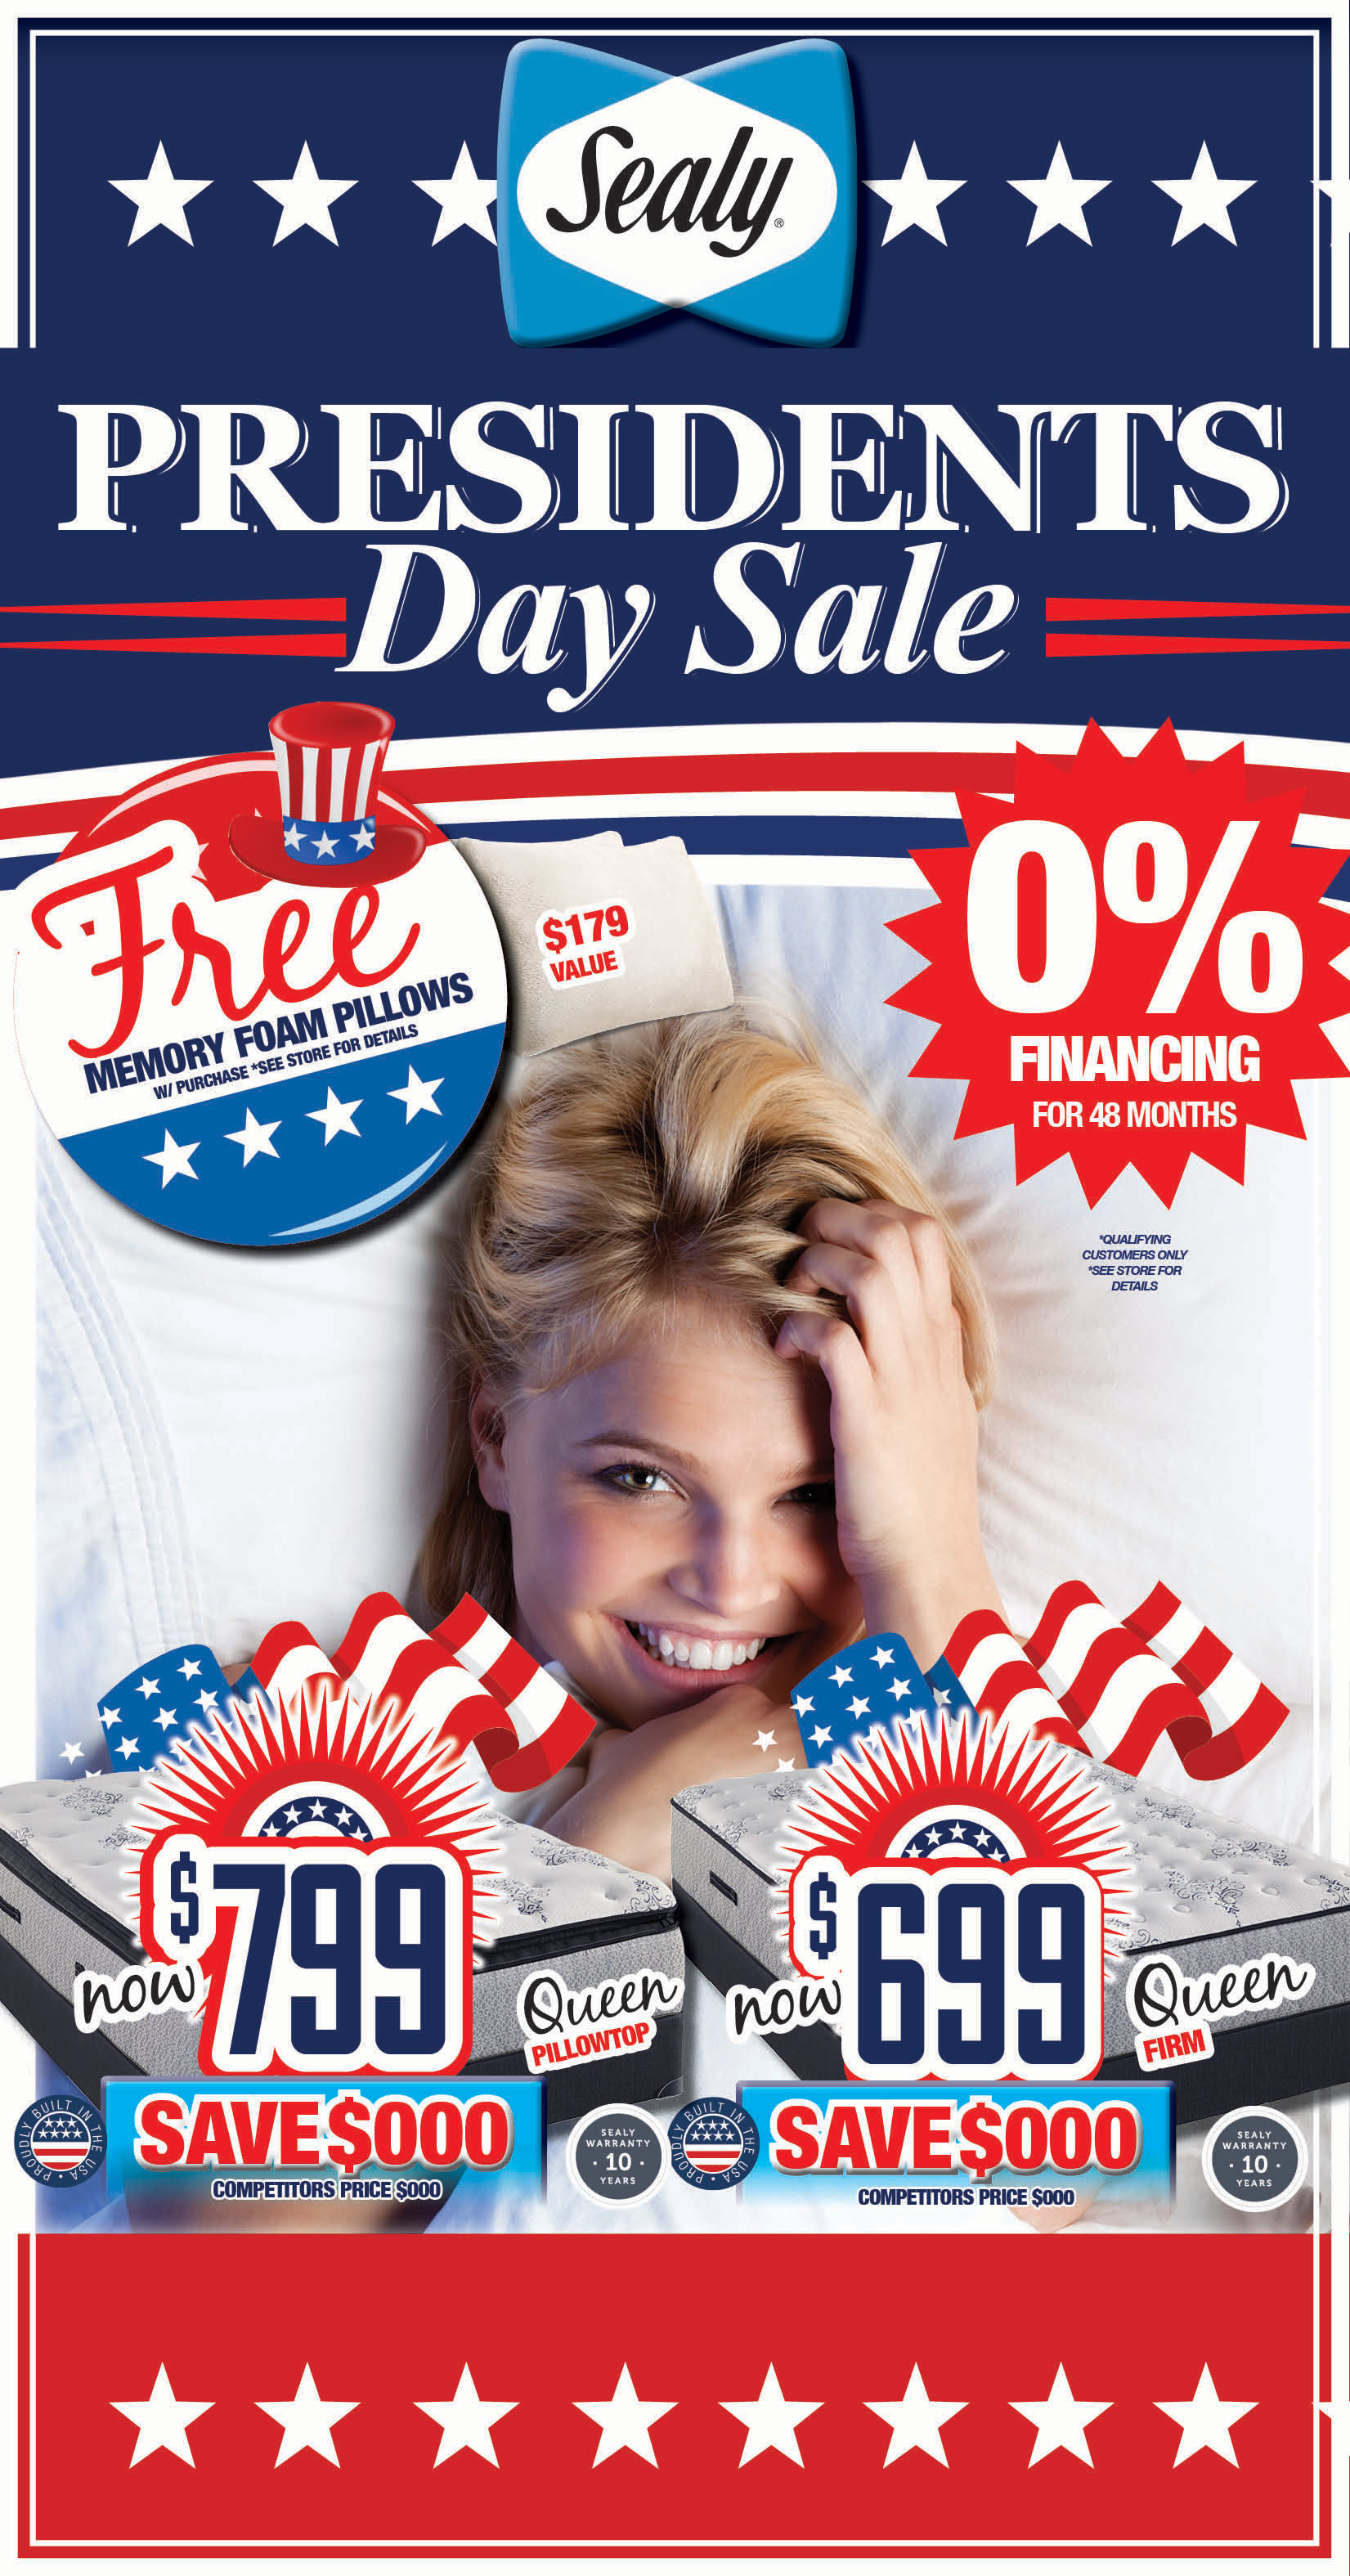 Sealy®
PRESIDENTS
Day Sale
Free
MEMORY FOAM PILLOWS
W/ PURCHASE *SEE STORE FOR DETAILS
$179
VALUE
0%
FINANCING
FOR 48 MONTHS
*QUALIFYING
CUSTOMERS ONLY
*SEE STORE FOR
DETAILS
now $799
Queen
PILLOWTOP
SAVE $000
COMPETITORS PRICE $000
PROUDLY BUILT IN THE USA
SEALY
WARRANTY
· 10 ·
YEARS
now $699
Queen
FIRM
SAVE $000
COMPETITORS PRICE $000
PROUDLY BUILT IN THE USA
SEALY
WARRANTY
· 10 ·
YEARS